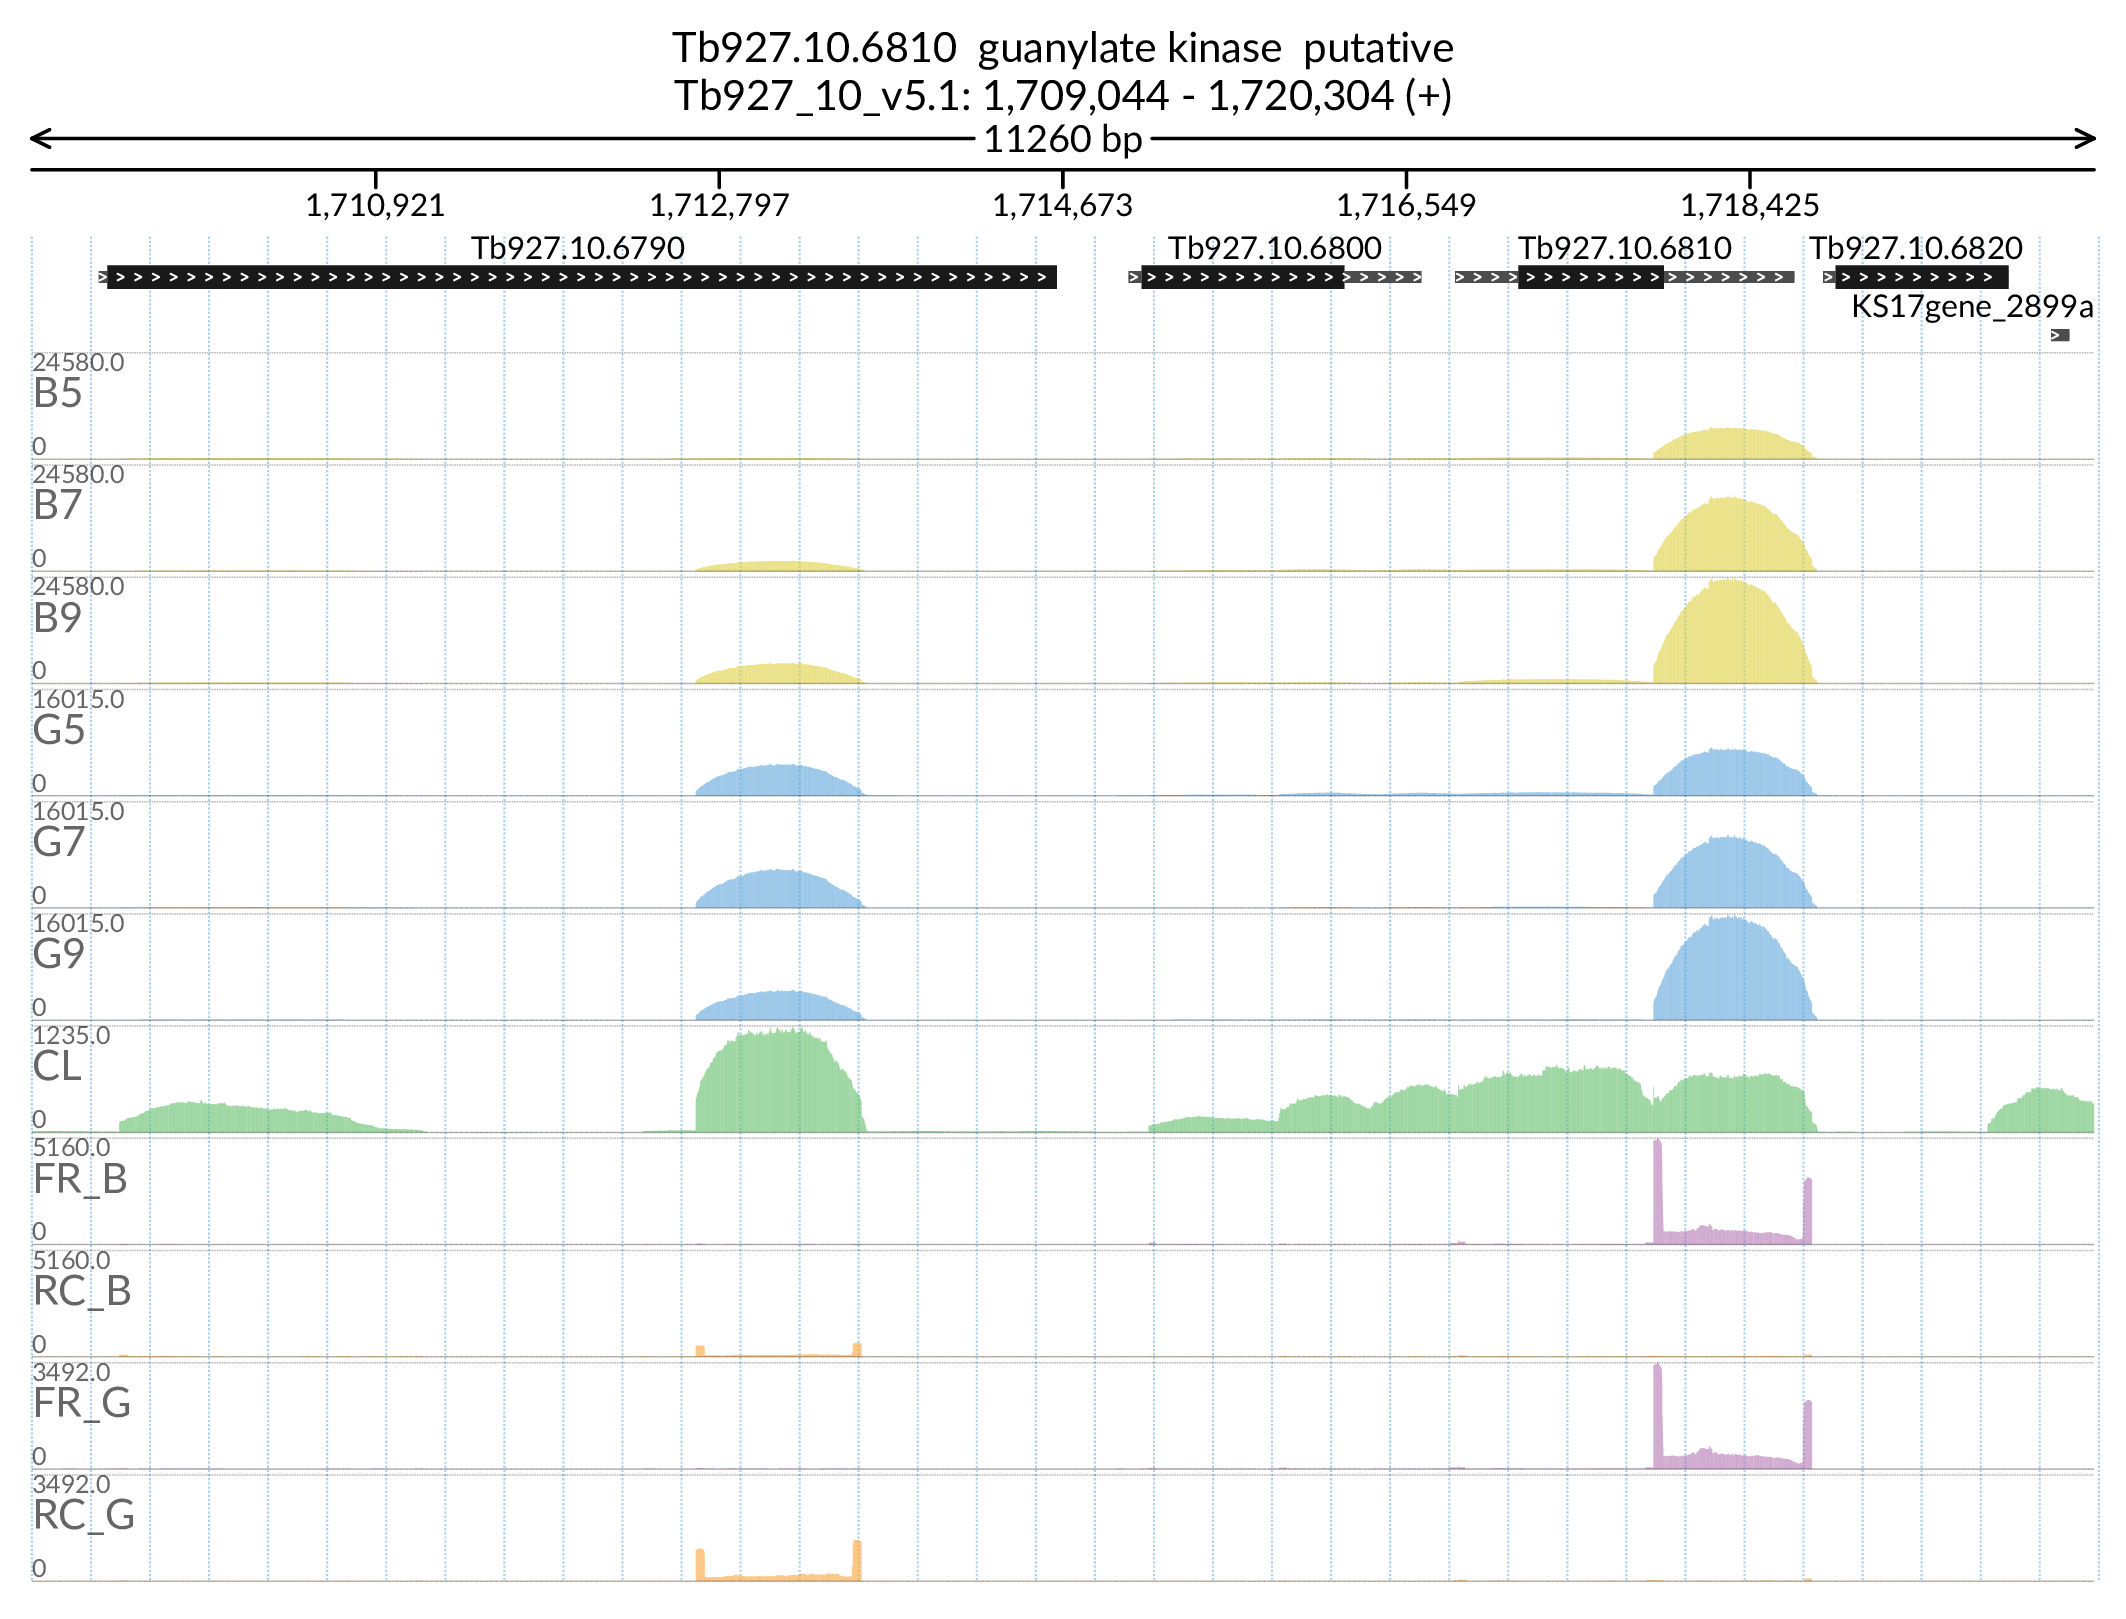 Tb927.10.6810  guanylate kinase  putative
Tb927_10_v5.1: 1,709,044 - 1,720,304 (+)
11260 bp
1,710,921 1,712,797 1,714,673 1,716,549 1,718,425
Tb927.10.6790 Tb927.10.6800 Tb927.10.6810 Tb927.10.6820
KS17gene_2899a
24580.0
B5
0
24580.0
B7
0
24580.0
B9
0
16015.0
G5
0
16015.0
G7
0
16015.0
G9
0
1235.0
CL
0
5160.0
FR_B
0
5160.0
RC_B
0
3492.0
FR_G
0
3492.0
RC_G
0